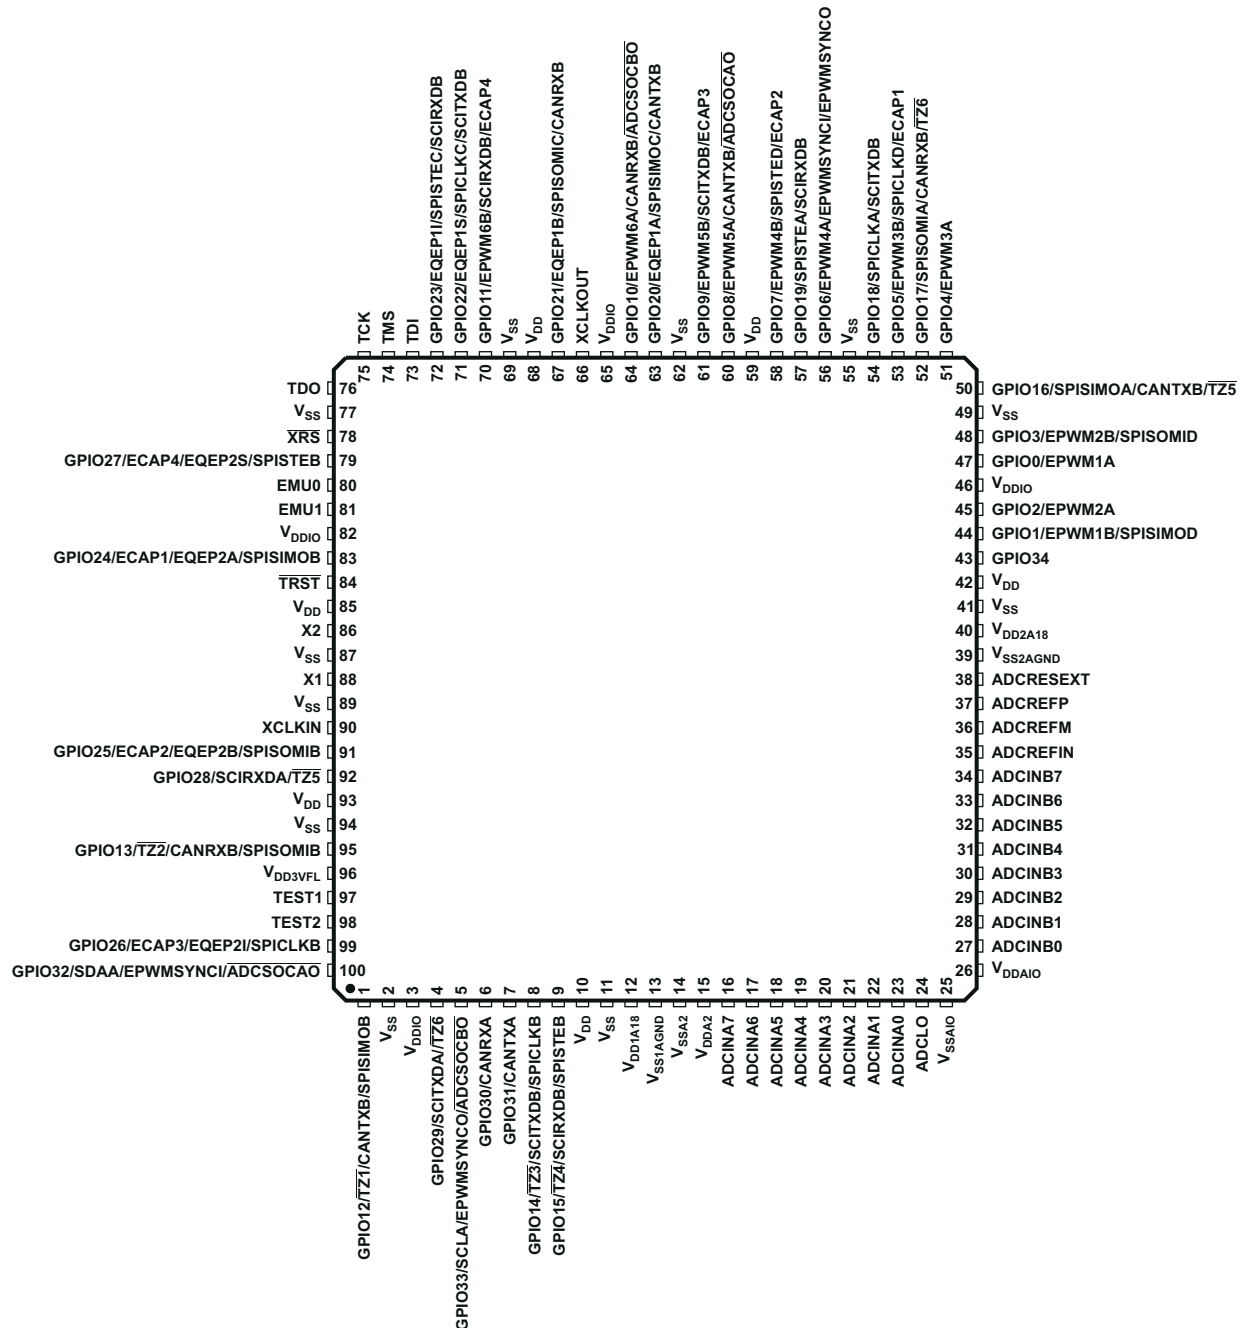 TCK
TMS
TDI
GPIO23/EQEP1I/SPISTEC/SCIRXDB
GPIO22/EQEP1S/SPICLKC/SCITXDB
GPIO11/EPWM6B/SCIRXDB/ECAP4
VSS
VDD
GPIO21/EQEP1B/SPISOMIC/CANRXB
XCLKOUT
VDDIO
GPIO10/EPWM6A/CANRXB/ADCSOCBO
GPIO20/EQEP1A/SPISIMOC/CANTXB
VSS
GPIO9/EPWM5B/SCITXDB/ECAP3
GPIO8/EPWM5A/CANTXB/ADCSOCAO
VDD
GPIO7/EPWM4B/SPISTED/ECAP2
GPIO19/SPISTEA/SCIRXDB
GPIO6/EPWM4A/EPWMSYNCI/EPWMSYNCO
VSS
GPIO18/SPICLKA/SCITXDB
GPIO5/EPWM3B/SPICLKD/ECAP1
GPIO17/SPISOMIA/CANRXB/TZ6
GPIO4/EPWM3A
75 74 73 72 71 70 69 68 67 66 65 64 63 62 61 60 59 58 57 56 55 54 53 52 51
TDO 76
VSS 77
XRS 78
GPIO27/ECAP4/EQEP2S/SPISTEB 79
EMU0 80
EMU1 81
VDDIO 82
GPIO24/ECAP1/EQEP2A/SPISIMOB 83
TRST 84
VDD 85
X2 86
VSS 87
X1 88
VSS 89
XCLKIN 90
GPIO25/ECAP2/EQEP2B/SPISOMIB 91
GPIO28/SCIRXDA/TZ5 92
VDD 93
VSS 94
GPIO13/TZ2/CANRXB/SPISOMIB 95
VDD3VFL 96
TEST1 97
TEST2 98
GPIO26/ECAP3/EQEP2I/SPICLKB 99
GPIO32/SDAA/EPWMSYNCI/ADCSOCAO 100
50 GPIO16/SPISIMOA/CANTXB/TZ5
49 VSS
48 GPIO3/EPWM2B/SPISOMID
47 GPIO0/EPWM1A
46 VDDIO
45 GPIO2/EPWM2A
44 GPIO1/EPWM1B/SPISIMOD
43 GPIO34
42 VDD
41 VSS
40 VDD2A18
39 VSS2AGND
38 ADCRESEXT
37 ADCREFP
36 ADCREFM
35 ADCREFIN
34 ADCINB7
33 ADCINB6
32 ADCINB5
31 ADCINB4
30 ADCINB3
29 ADCINB2
28 ADCINB1
27 ADCINB0
26 VDDAIO
1 2 3 4 5 6 7 8 9 10 11 12 13 14 15 16 17 18 19 20 21 22 23 24 25
GPIO12/TZ1/CANTXB/SPISIMOB
VSS
VDDIO
GPIO29/SCITXDA/TZ6
GPIO33/SCLA/EPWMSYNCO/ADCSOCBO
GPIO30/CANRXA
GPIO31/CANTXA
GPIO14/TZ3/SCITXDB/SPICLKB
GPIO15/TZ4/SCIRXDB/SPISTEB
VDD
VSS
VDD1A18
VSS1AGND
VSSA2
VDDA2
ADCINA7
ADCINA6
ADCINA5
ADCINA4
ADCINA3
ADCINA2
ADCINA1
ADCINA0
ADCLO
VSSAIO